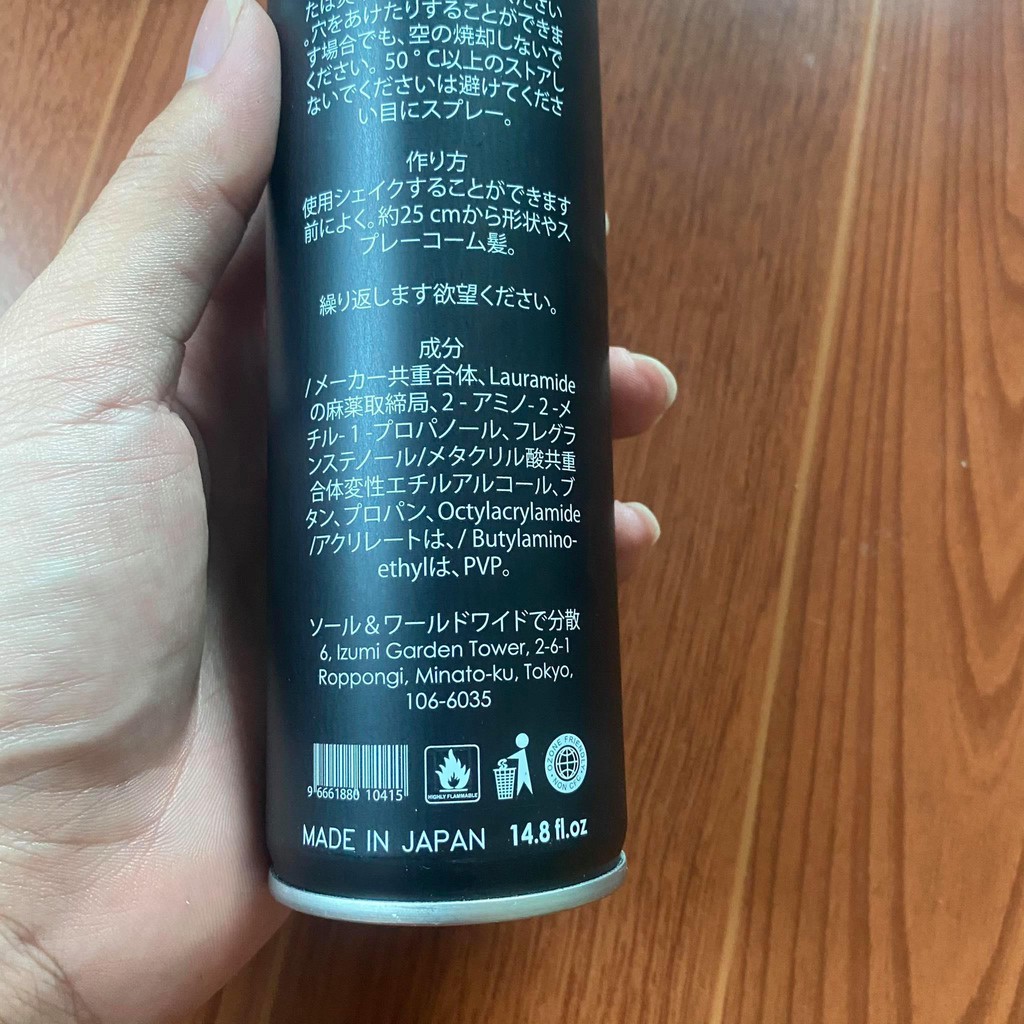 。穴をあけたりすることができま
す場合でも、空の焼却しないで
ください。50 ° C以上のストアし
ないでくださいは避けてくださ
い目にスプレー。
作り方
使用シェイクすることができます
前によく。約25 cmから形状やス
プレーコーム髪。
繰り返します欲望ください。
成分
/メーカー共重合体、Lauramide
の麻薬取締局、2 - アミノ- 2 -メ
チル- 1 -プロパノール、フレグラ
ンステノール/メタクリル酸共重
合体変性エチルアルコール、ブ
タン、プロパン、Octylacrylamide
/アクリレートは、/ Butylamino-
ethylは、PVP。
ソール＆ワールドワイドで分散
6, Izumi Garden Tower, 2-6-1
Roppongi, Minato-ku, Tokyo,
106-6035
9 6661880 10415
HIGHLY FLAMMABLE
OZONE FRIENDLY
NON CFC
MADE IN JAPAN 14.8 fl.oz